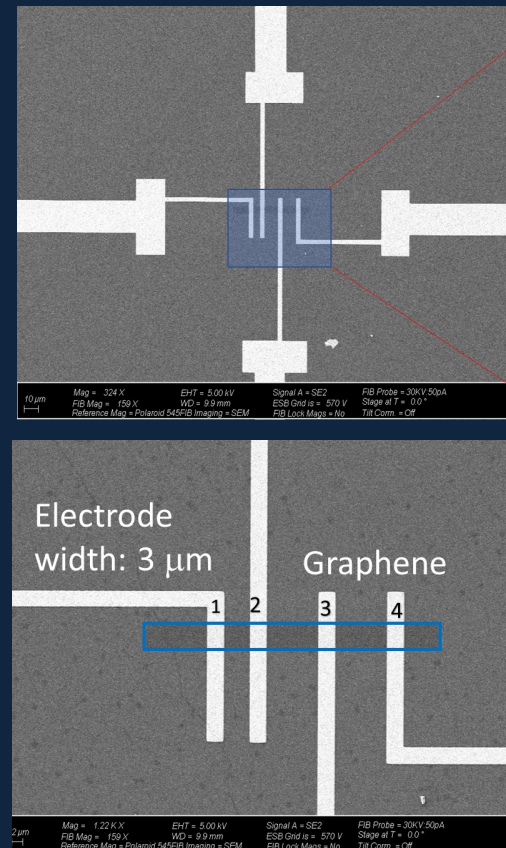 10 µm
Mag = 324 X
EHT = 5.00 kV
Signal A = SE2
FIB Probe = 30KV:50pA
FIB Mag = 159 X
WD = 9.9 mm
ESB Grid is = 570 V
Stage at T = 0.0 °
Reference Mag = Polaroid 545
FIB Imaging = SEM
FIB Lock Mags = No
Tilt Corrn. = Off
Electrode
width: 3 µm
Graphene
1 2 3 4
2 µm
Mag = 1.22 K X
EHT = 5.00 kV
Signal A = SE2
FIB Probe = 30KV:50pA
FIB Mag = 159 X
WD = 9.9 mm
ESB Grid is = 570 V
Stage at T = 0.0 °
Reference Mag = Polaroid 545
FIB Imaging = SEM
FIB Lock Mags = No
Tilt Corrn. = Off